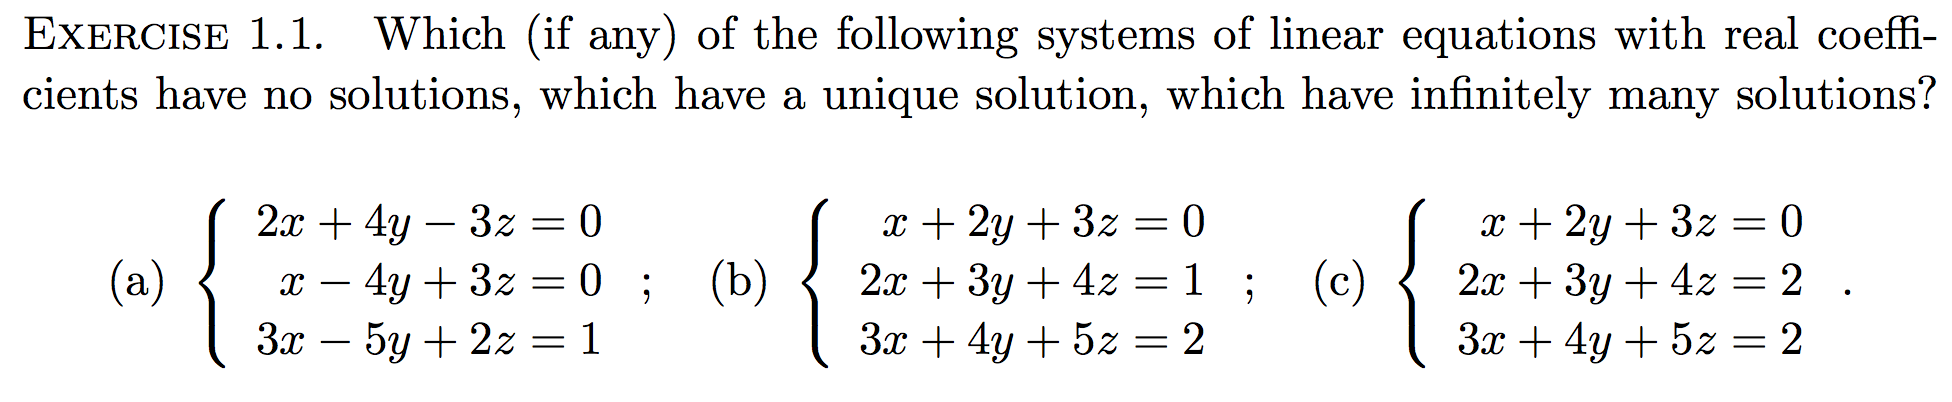 EXERCISE 1.1. Which (if any) of the following systems of linear equations with real coeffi-
cients have no solutions, which have a unique solution, which have infinitely many solutions?
(a) { 2x + 4y − 3z = 0
x − 4y + 3z = 0 ;
3x − 5y + 2z = 1
(b) { x + 2y + 3z = 0
2x + 3y + 4z = 1 ;
3x + 4y + 5z = 2
(c) { x + 2y + 3z = 0
2x + 3y + 4z = 2 .
3x + 4y + 5z = 2